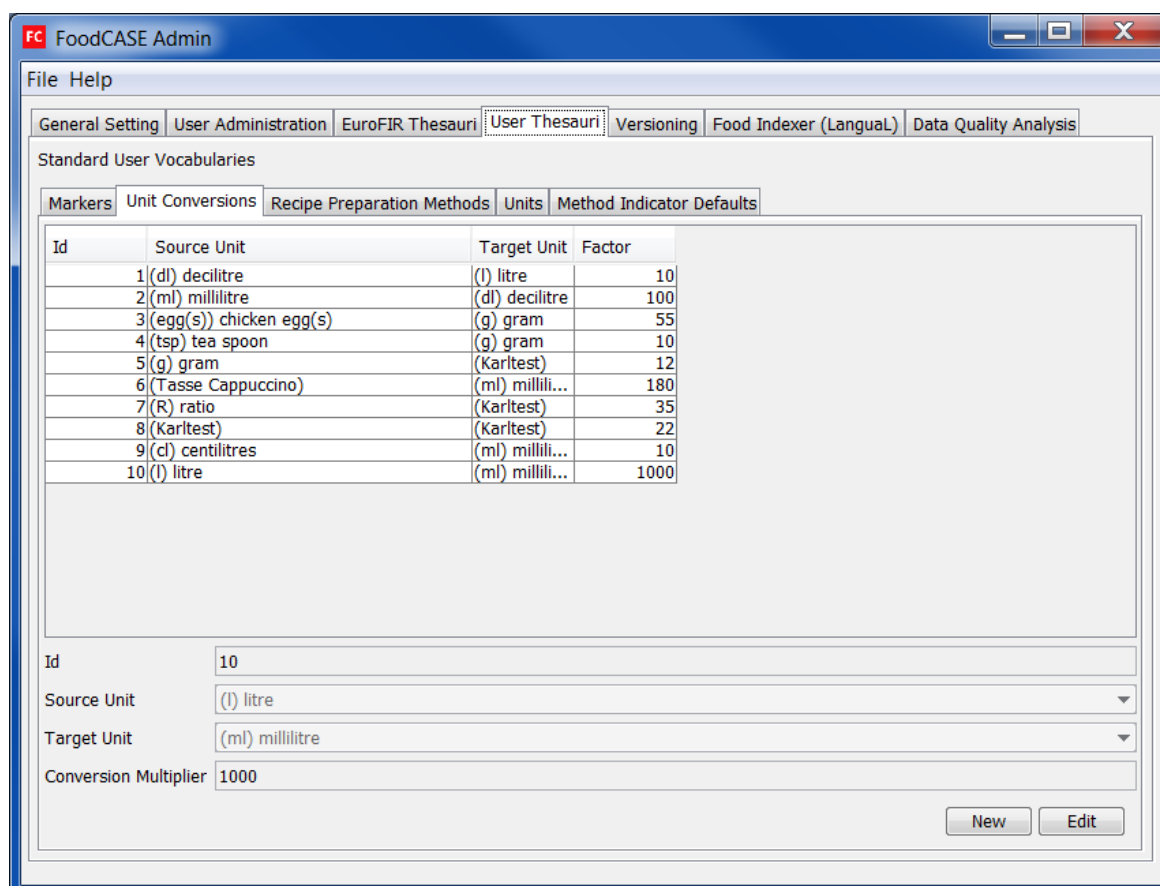 FC FoodCASE Admin
File Help
General Setting User Administration EuroFIR Thesauri User Thesauri Versioning Food Indexer (LanguaL) Data Quality Analysis
Standard User Vocabularies
Markers Unit Conversions Recipe Preparation Methods Units Method Indicator Defaults
Id Source Unit Target Unit Factor
1 (dl) decilitre (l) litre 10
2 (ml) millilitre (dl) decilitre 100
3 (egg(s)) chicken egg(s) (g) gram 55
4 (tsp) tea spoon (g) gram 10
5 (g) gram (Karltest) 12
6 (Tasse Cappuccino) (ml) millili... 180
7 (R) ratio (Karltest) 35
8 (Karltest) (Karltest) 22
9 (cl) centilitres (ml) millili... 10
10 (l) litre (ml) millili... 1000
Id 10
Source Unit (l) litre
Target Unit (ml) millilitre
Conversion Multiplier 1000
New Edit